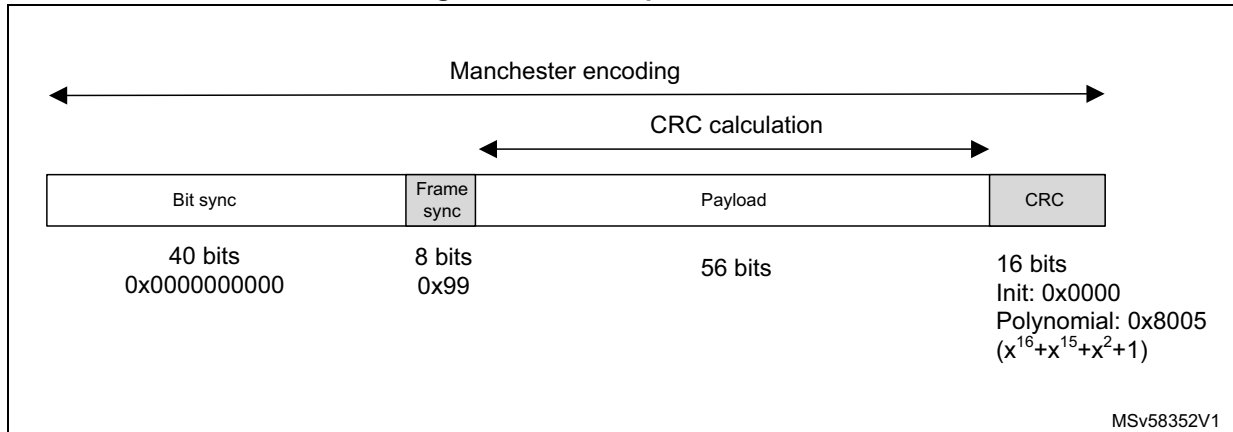 Manchester encoding
CRC calculation
Bit sync
Frame
sync
Payload
CRC
40 bits
0x0000000000
8 bits
0x99
56 bits
16 bits
Init: 0x0000
Polynomial: 0x8005
(x¹⁶+x¹⁵+x²+1)
MSv58352V1